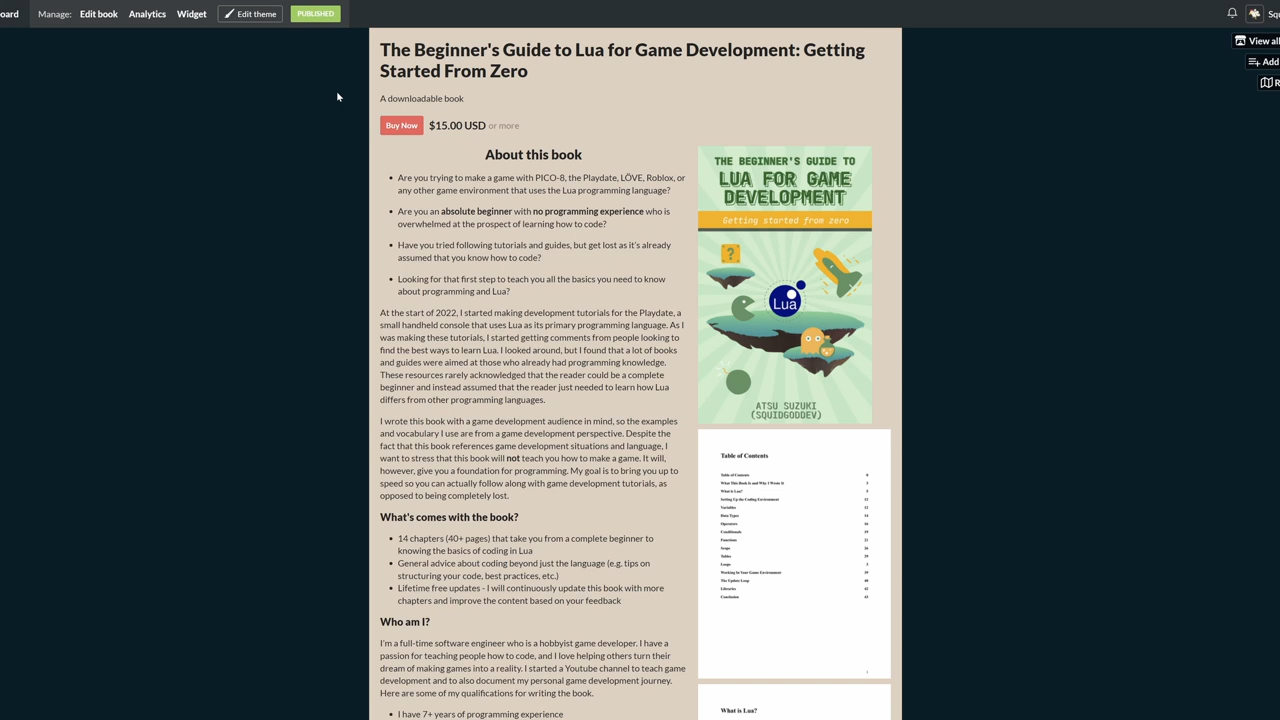 oard Manage: Edit book Analytics Widget Edit theme PUBLISHED Squ
View all
Add
R
The Beginner's Guide to Lua for Game Development: Getting
Started From Zero
A downloadable book
Buy Now $15.00 USD or more
About this book
• Are you trying to make a game with PICO-8, the Playdate, LÖVE, Roblox, or
any other game environment that uses the Lua programming language?
• Are you an absolute beginner with no programming experience who is
overwhelmed at the prospect of learning how to code?
• Have you tried following tutorials and guides, but get lost as it's already
assumed that you know how to code?
• Looking for that first step to teach you all the basics you need to know
about programming and Lua?
At the start of 2022, I started making development tutorials for the Playdate, a
small handheld console that uses Lua as its primary programming language. As I
was making these tutorials, I started getting comments from people looking to
find the best ways to learn Lua. I looked around, but I found that a lot of books
and guides were aimed at those who already had programming knowledge.
These resources rarely acknowledged that the reader could be a complete
beginner and instead assumed that the reader just needed to learn how Lua
differs from other programming languages.
I wrote this book with a game development audience in mind, so the examples
and vocabulary I use are from a game development perspective. Despite the
fact that this book references game development situations and language, I
want to stress that this book will not teach you how to make a game. It will,
however, give you a foundation for programming. My goal is to bring you up to
speed so you can actually follow along with game development tutorials, as
opposed to being completely lost.
What's comes with the book?
• 14 chapters (40+ pages) that take you from a complete beginner to
knowing the basics of coding in Lua
• General advice about coding beyond just the language (e.g. tips on
structuring your code, best practices, etc.)
• Lifetime free updates - I will continuously update this book with more
chapters and improve the content based on your feedback
Who am I?
I'm a full-time software engineer who is a hobbyist game developer. I have a
passion for teaching people how to code, and I love helping others turn their
dream of making games into a reality. I started a Youtube channel to teach game
development and to also document my personal game development journey.
Here are some of my qualifications for writing the book.
• I have 7+ years of programming experience
THE BEGINNER'S GUIDE TO
LUA FOR GAME
DEVELOPMENT
Getting started from zero
?
Lua
ATSU SUZUKI
(SQUIDGODDEV)
Table of Contents
Table of Contents
What This Book Is and Why I Wrote It 3
What is Lua?
Setting Up the Coding Environment 12
Variables 12
Data Types 14
Operators 16
Conditionals 19
Functions 21
Scope 26
Tables 29
Loops 3
Working In Your Game Environment 39
The Update Loop 40
Libraries 42
Conclusion 43
1
What is Lua?